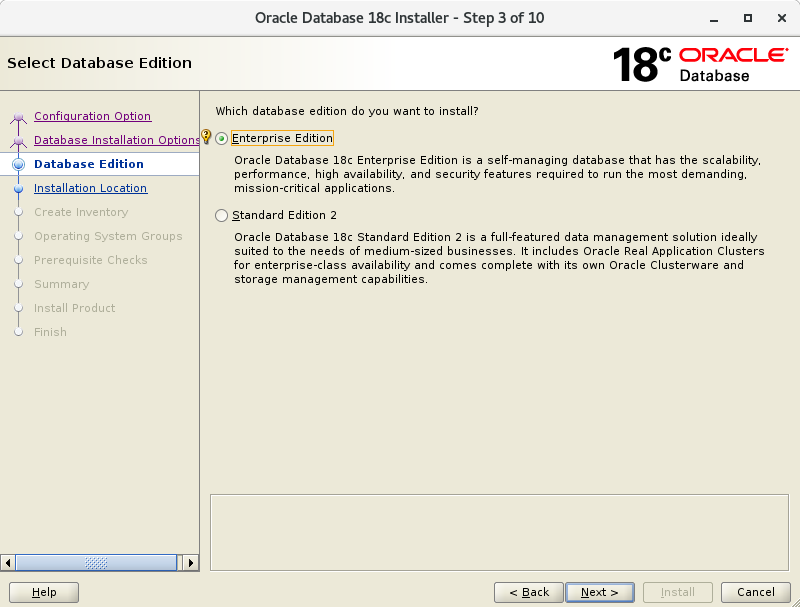 Oracle Database 18c Installer - Step 3 of 10
Select Database Edition
18c ORACLE
Database
Configuration Option
Database Installation Options
Database Edition
Installation Location
Create Inventory
Operating System Groups
Prerequisite Checks
Summary
Install Product
Finish
Which database edition do you want to install?
Enterprise Edition
Oracle Database 18c Enterprise Edition is a self-managing database that has the scalability,
performance, high availability, and security features required to run the most demanding,
mission-critical applications.
Standard Edition 2
Oracle Database 18c Standard Edition 2 is a full-featured data management solution ideally
suited to the needs of medium-sized businesses. It includes Oracle Real Application Clusters
for enterprise-class availability and comes complete with its own Oracle Clusterware and
storage management capabilities.
Help
< Back
Next >
Install
Cancel